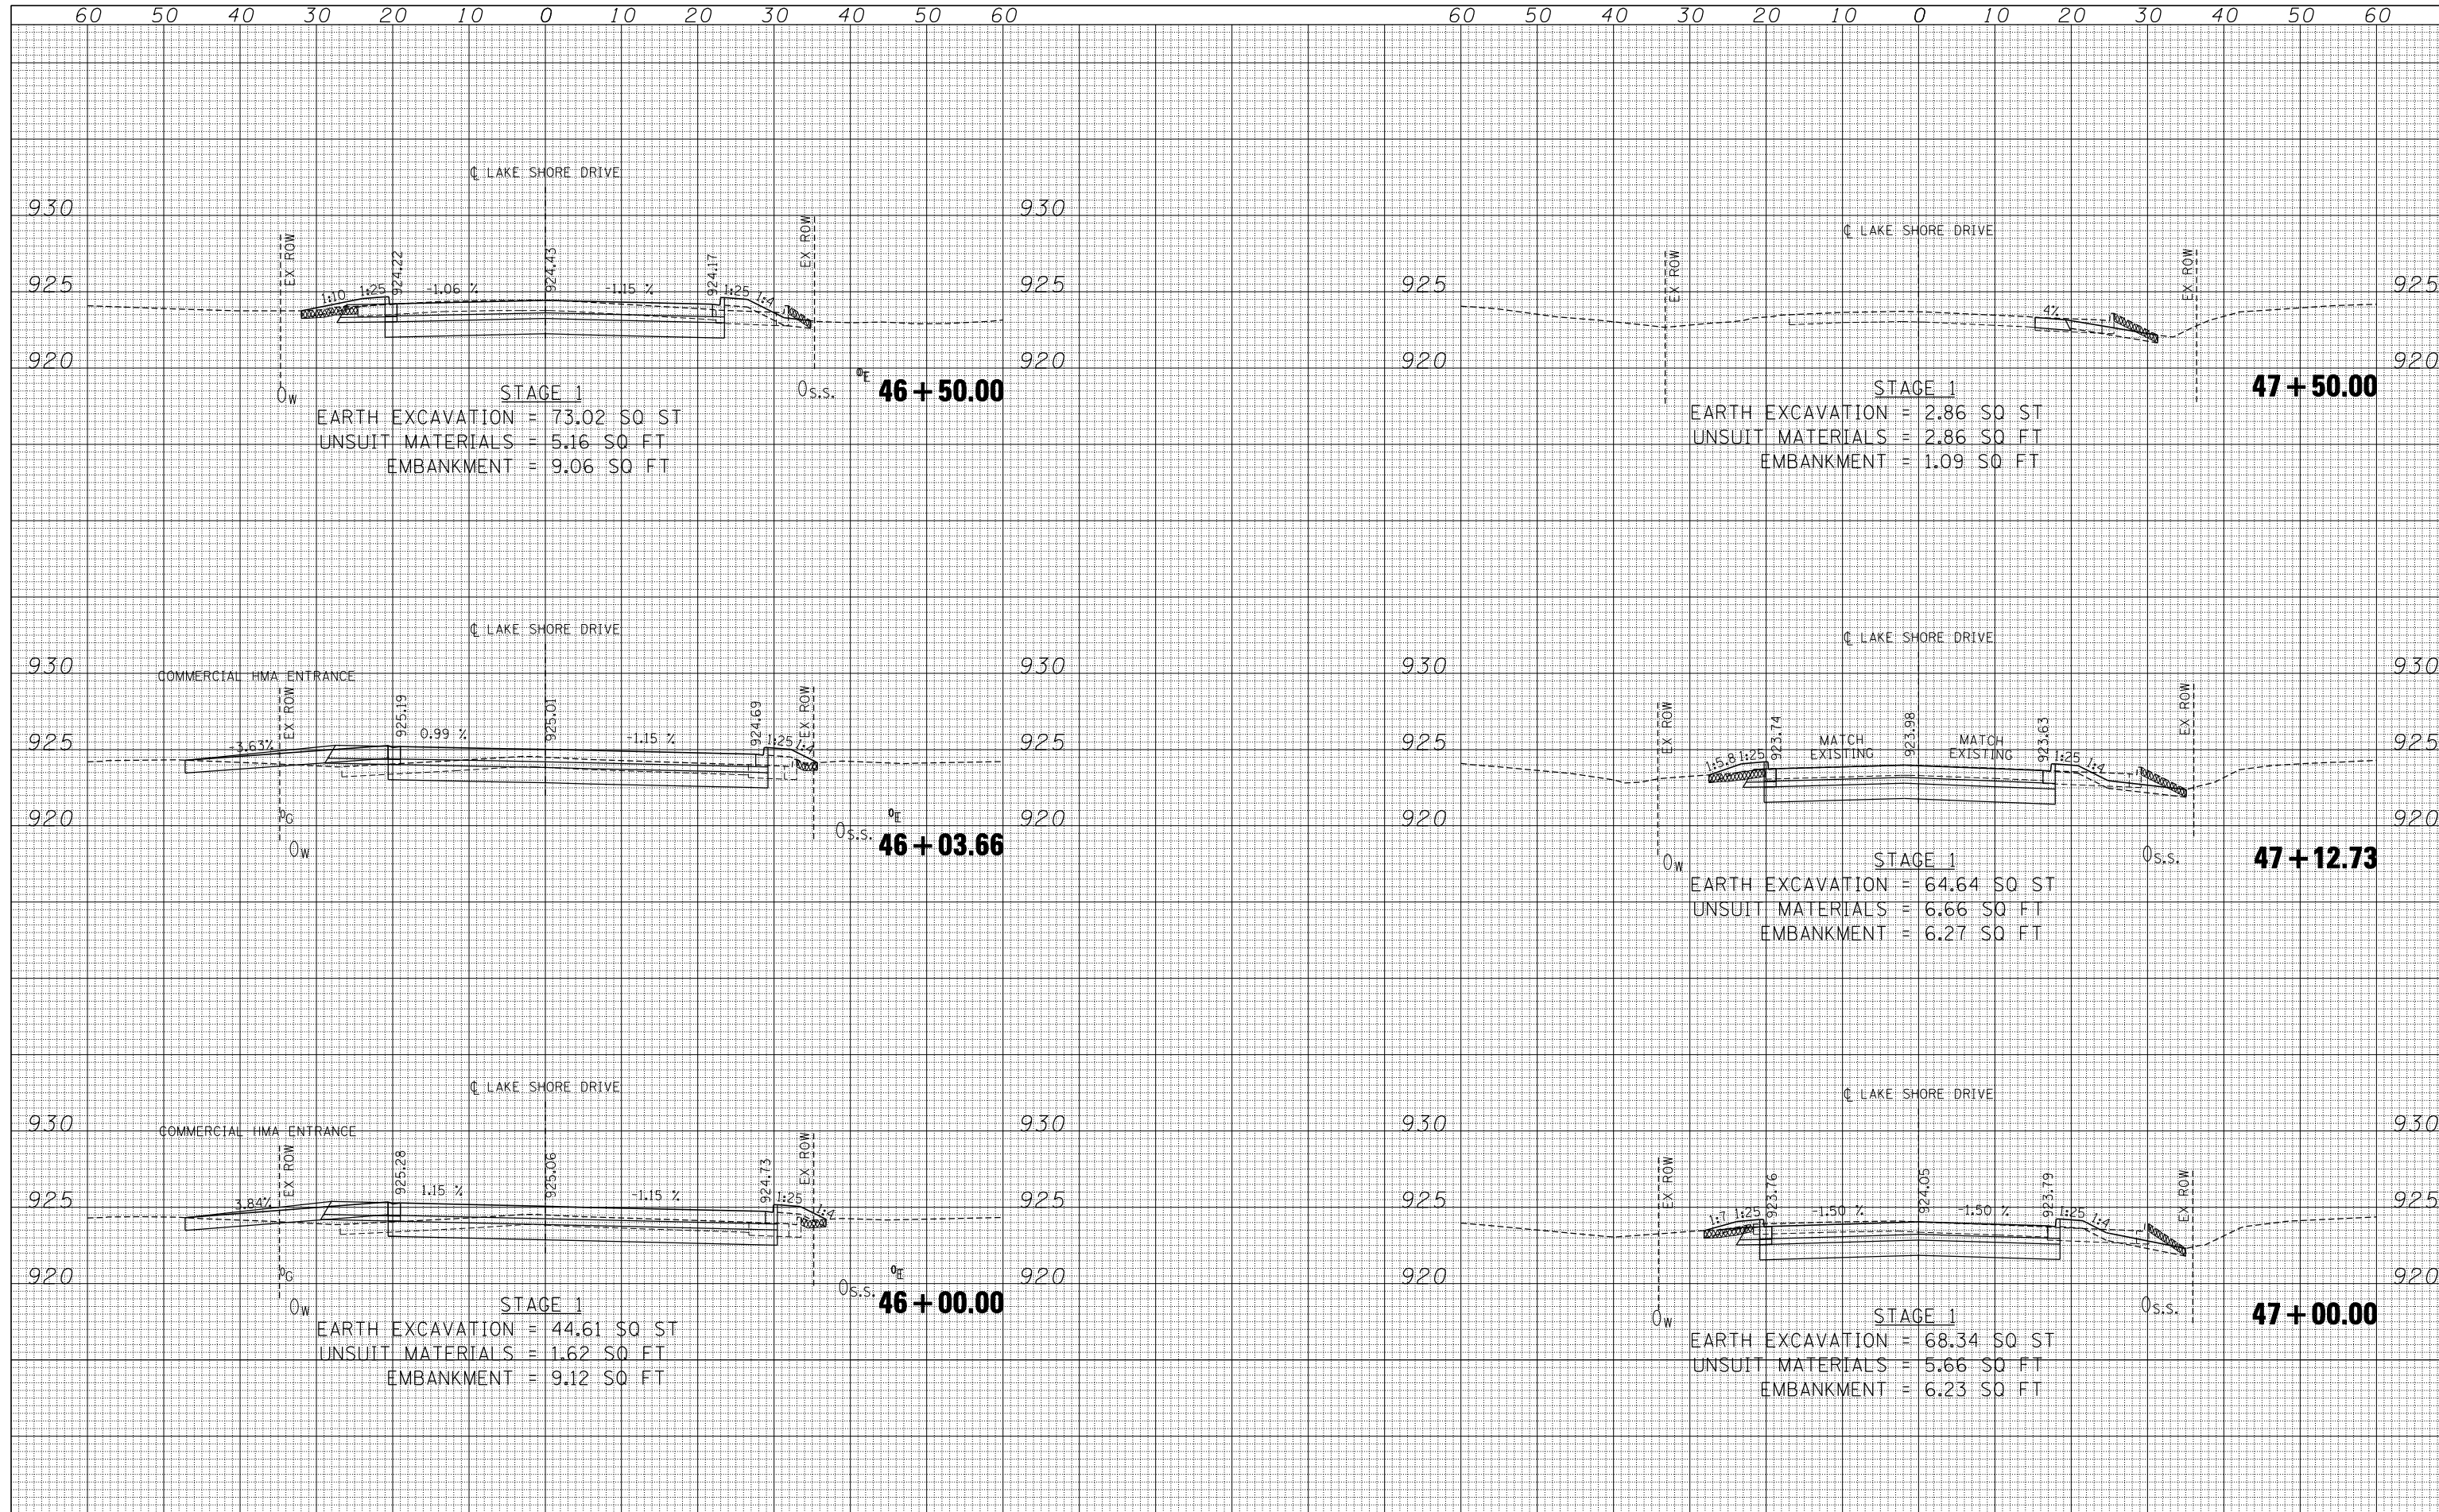 60 50 40 30 20 10 0 10 20 30 40 50 60
60 50 40 30 20 10 0 10 20 30 40 50 60
℄ LAKE SHORE DRIVE
930 930
EX ROW
EX ROW
924.22
924.43
924.17
1:10 1:25 -1.06 % -1.15 % 1:25 1:4
925 925
920 920
0W
0S.S.
0E
46+50.00
STAGE 1
EARTH EXCAVATION = 73.02 SQ ST
UNSUIT MATERIALS = 5.16 SQ FT
EMBANKMENT = 9.06 SQ FT
℄ LAKE SHORE DRIVE
930 930
COMMERCIAL HMA ENTRANCE
EX ROW
EX ROW
925.19
925.01
924.69
-3.63% 0.99 % -1.15 % 1:25 1:4
925 925
920 920
0G
0W
0S.S.
0E
46+03.66
℄ LAKE SHORE DRIVE
930 930
COMMERCIAL HMA ENTRANCE
EX ROW
EX ROW
925.28
925.06
924.73
3.84% 1.15 % -1.15 % 1:25 1:4
925 925
920 920
0G
0W
0S.S.
0E
46+00.00
STAGE 1
EARTH EXCAVATION = 44.61 SQ ST
UNSUIT MATERIALS = 1.62 SQ FT
EMBANKMENT = 9.12 SQ FT
℄ LAKE SHORE DRIVE
EX ROW
EX ROW
925 925
4%
920 920
47+50.00
STAGE 1
EARTH EXCAVATION = 2.86 SQ ST
UNSUIT MATERIALS = 2.86 SQ FT
EMBANKMENT = 1.09 SQ FT
℄ LAKE SHORE DRIVE
930 930
EX ROW
EX ROW
923.74
923.98
923.63
MATCH EXISTING
MATCH EXISTING
1:5.8 1:25 1:25 1:4
925 925
920 920
0W
0S.S.
47+12.73
STAGE 1
EARTH EXCAVATION = 64.64 SQ ST
UNSUIT MATERIALS = 6.66 SQ FT
EMBANKMENT = 6.27 SQ FT
℄ LAKE SHORE DRIVE
930 930
EX ROW
EX ROW
923.76
924.05
923.79
1:7 1:25 -1.50 % -1.50 % 1:25 1:4
925 925
920 920
0W
0S.S.
47+00.00
STAGE 1
EARTH EXCAVATION = 68.34 SQ ST
UNSUIT MATERIALS = 5.66 SQ FT
EMBANKMENT = 6.23 SQ FT